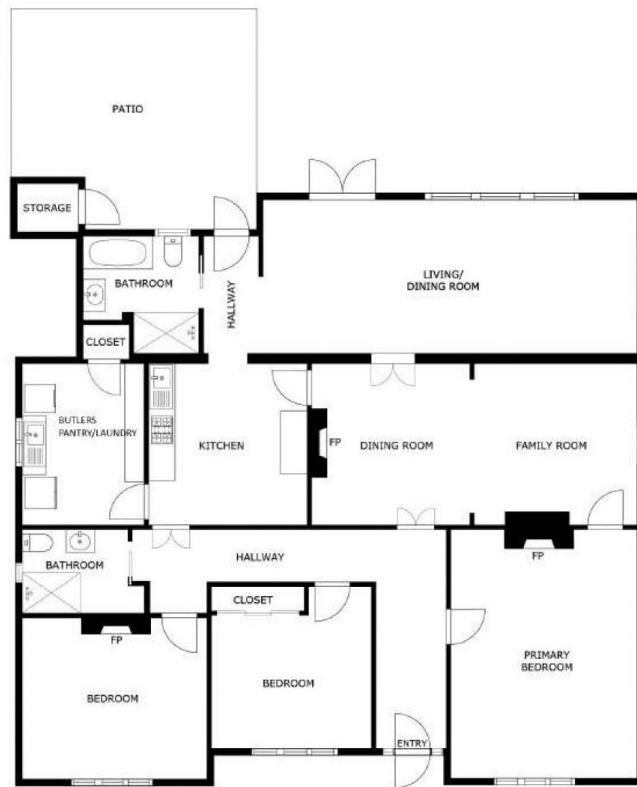 PATIO
STORAGE
BATHROOM
HALLWAY
LIVING/
DINING ROOM
CLOSET
BUTLERS
PANTRY/LAUNDRY
KITCHEN
FP
DINING ROOM
FAMILY ROOM
BATHROOM
HALLWAY
FP
CLOSET
FP
BEDROOM
BEDROOM
PRIMARY
BEDROOM
ENTRY